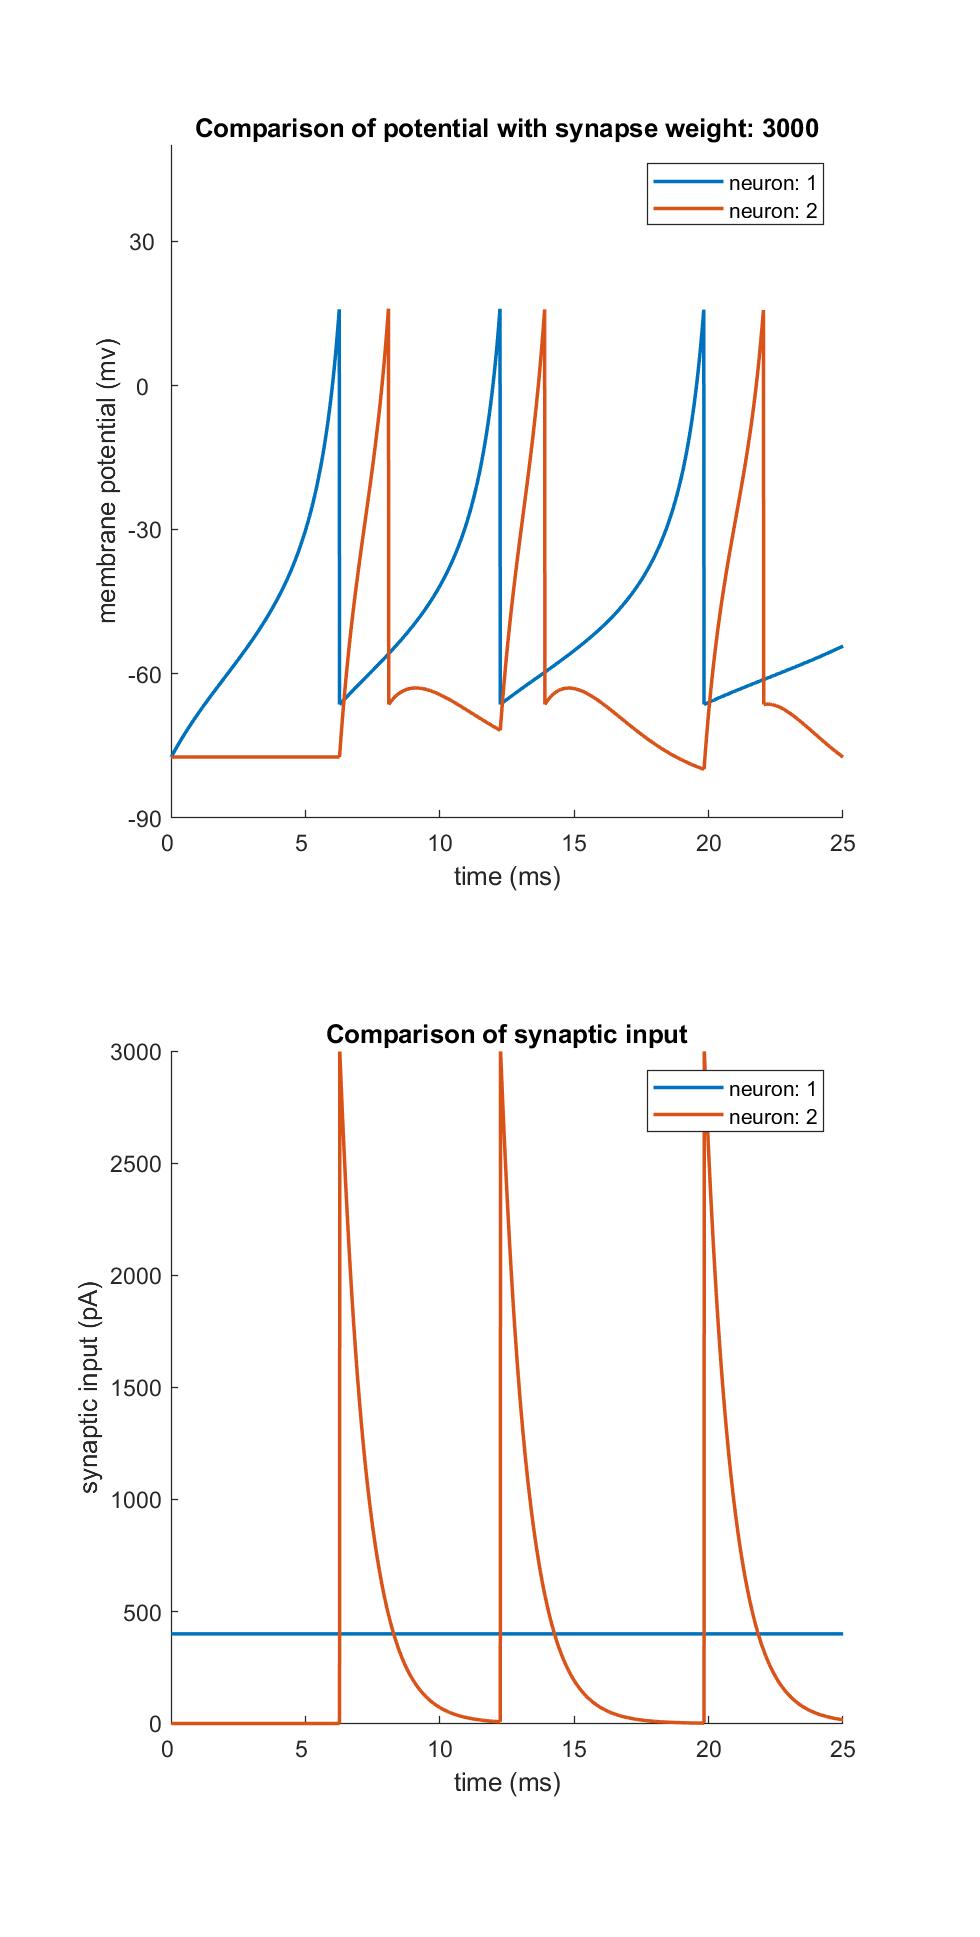 Comparison of potential with synapse weight: 3000
neuron: 1
neuron: 2
30
0
-30
-60
-90
membrane potential (mv)
0 5 10 15 20 25
time (ms)
Comparison of synaptic input
neuron: 1
neuron: 2
3000
2500
2000
1500
1000
500
0
synaptic input (pA)
0 5 10 15 20 25
time (ms)